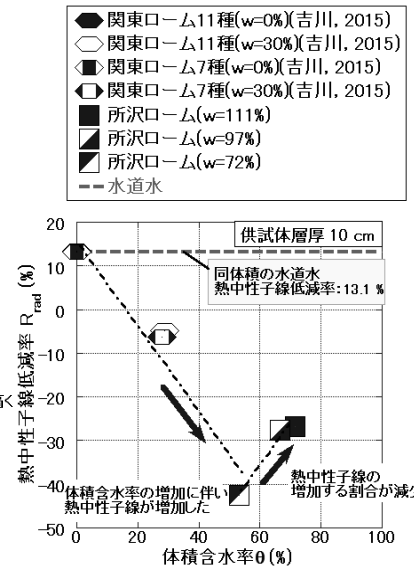 関東ローム11種(w=0%)(吉川, 2015)
関東ローム11種(w=30%)(吉川, 2015)
関東ローム7種(w=0%)(吉川, 2015)
関東ローム7種(w=30%)(吉川, 2015)
所沢ローム(w=111%)
所沢ローム(w=97%)
所沢ローム(w=72%)
水道水
供試体層厚 10 cm
同体積の水道水
熱中性子線低減率:13.1 %
熱中性子線低減率 Rrad (%)
20
10
0
-10
-20
-30
-40
-50
体積含水率の増加に伴い
熱中性子線が増加した
熱中性子線の
増加する割合が減少
0 20 40 60 80 100
体積含水率θ(%)